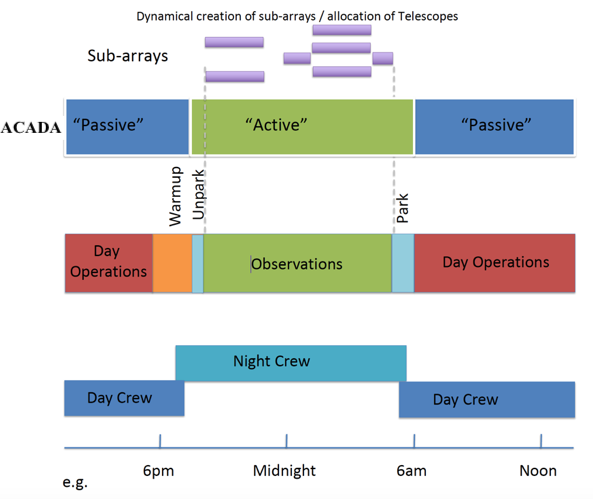 Dynamical creation of sub-arrays / allocation of Telescopes
Sub-arrays
ACADA
“Passive”
“Active”
“Passive”
Warmup
Unpark
Park
Day
Operations
Observations
Day Operations
Night Crew
Day Crew
Day Crew
6pm
Midnight
6am
Noon
e.g.